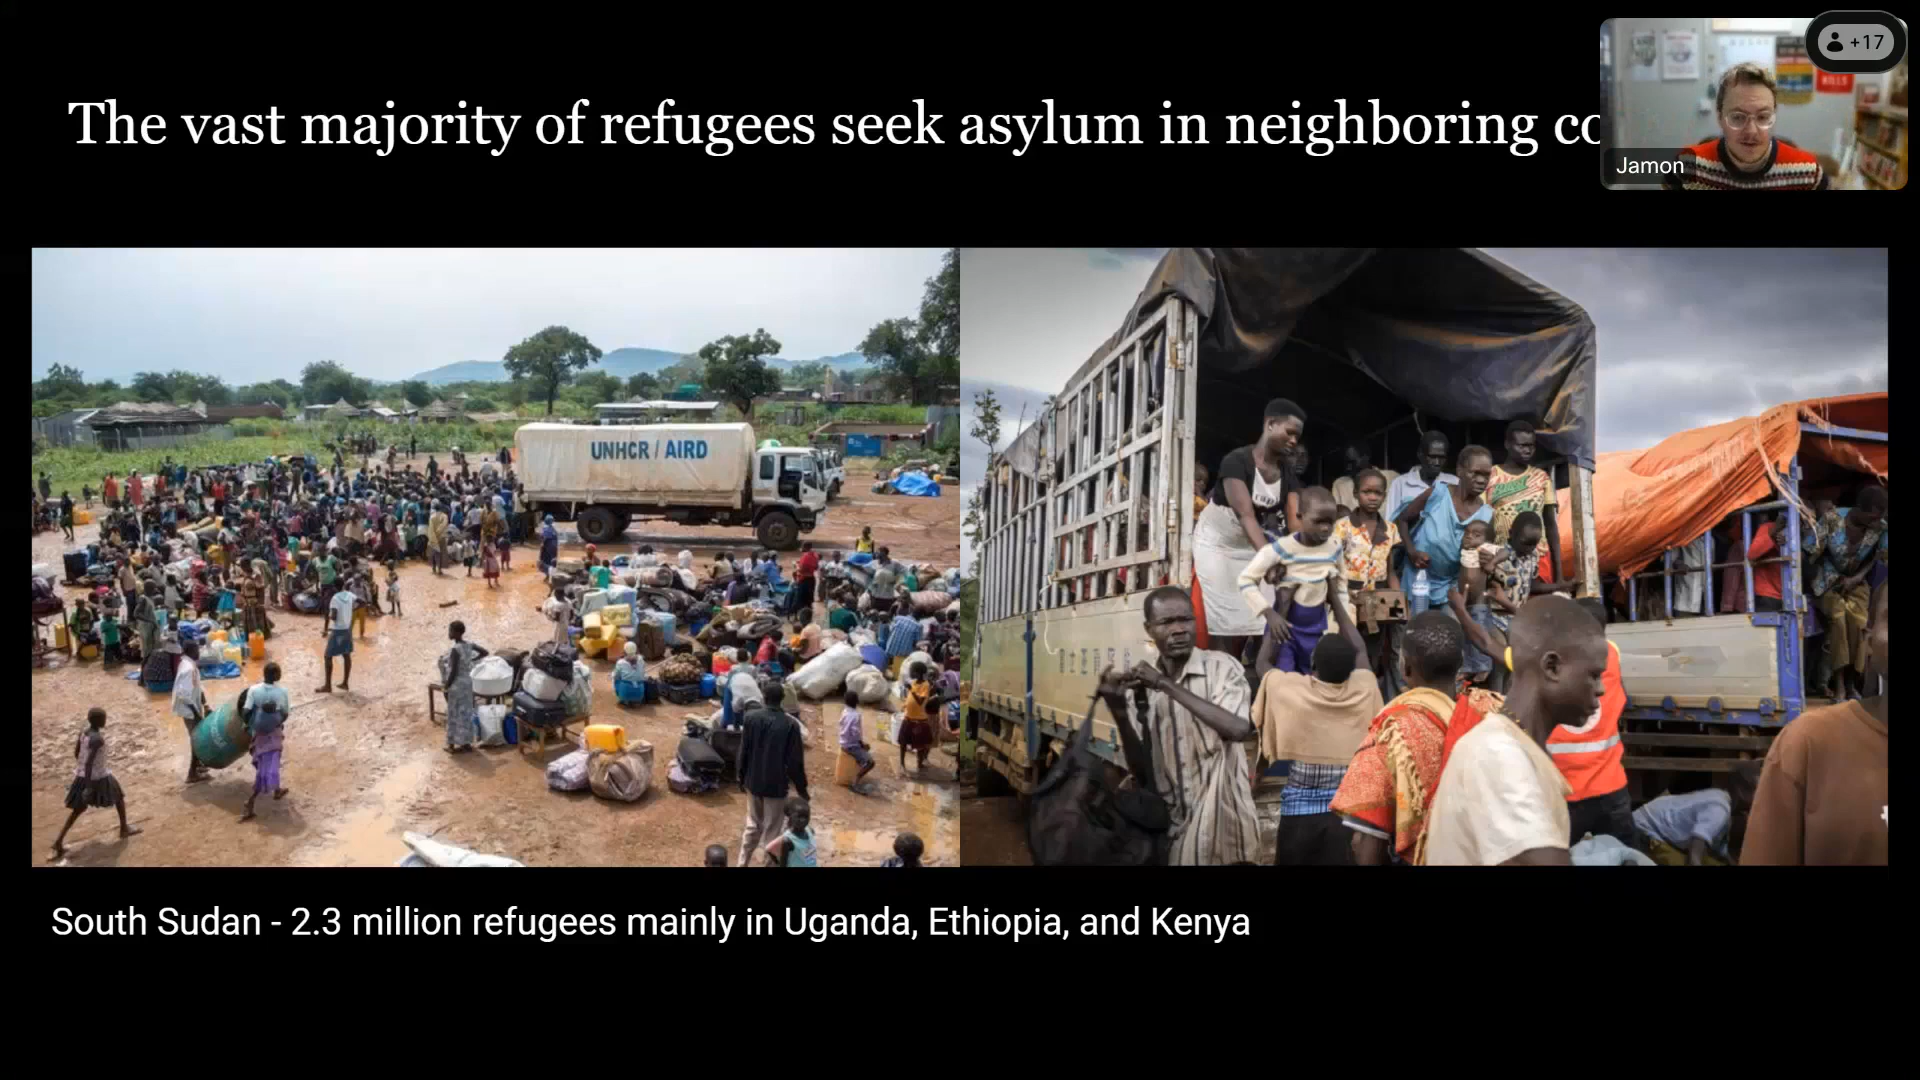 The vast majority of refugees seek asylum in neighboring co
+17
KILLS
Jamon
UNHCR / AIRD
South Sudan - 2.3 million refugees mainly in Uganda, Ethiopia, and Kenya